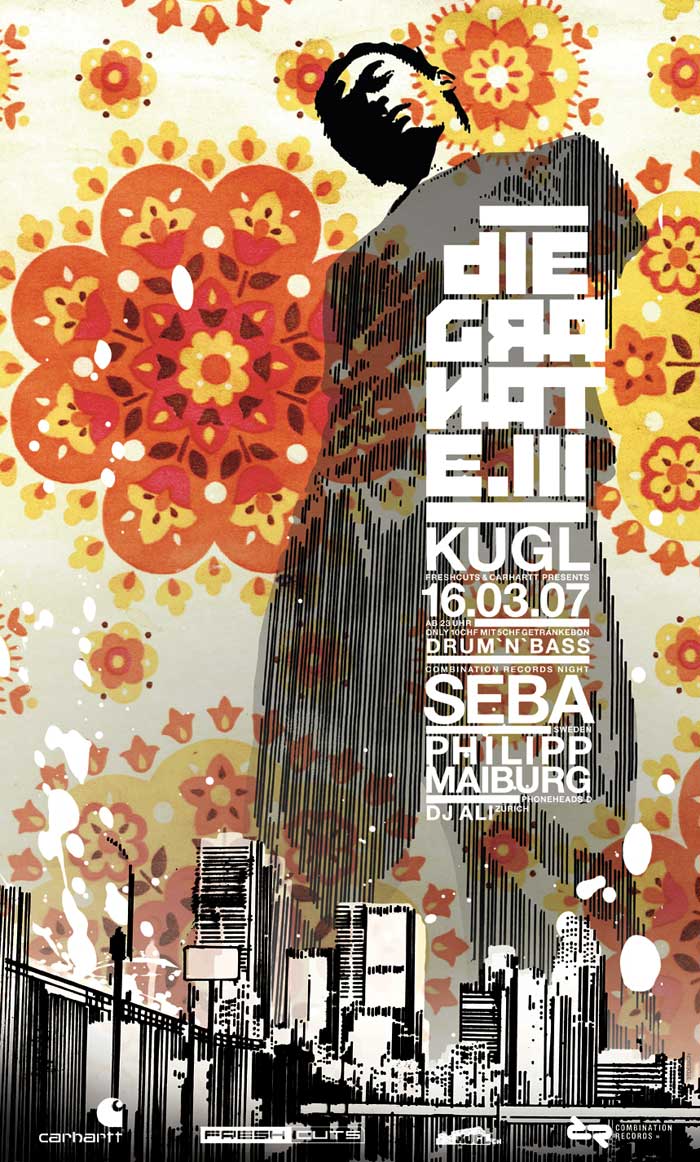 dIE
GRA
NAT
E.III
KUGL
FRESHCUTS & CARHARTT PRESENTS
16.03.07
AB 23 UHR
ONLY 10CHF MIT 5CHF GETRÄNKEBON
DRUM`N`BASS
COMBINATION RECORDS NIGHT
SEBA
SWEDEN
PHiLIPP
MAIBURG
PHONEHEADS D
DJ ALI ZÜRICH
carhartt
FRESH CUTS
COMBINATION
RECORDS